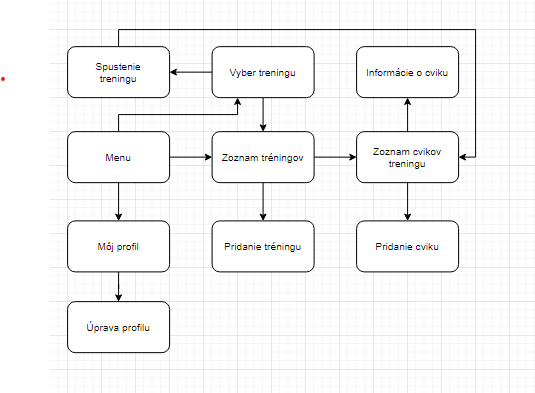 Spustenie
treningu
Vyber treningu
Informácie o cviku
Menu
Zoznam tréningov
Zoznam cvikov
treningu
Môj profil
Pridanie tréningu
Pridanie cviku
Úprava profilu